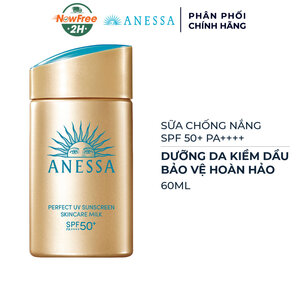 NowFree
2H
ANESSA
PHÂN PHỐI
CHÍNH HÃNG
SỮA CHỐNG NẮNG
SPF 50+ PA++++
DƯỠNG DA KIỀM DẦU
BẢO VỆ HOÀN HẢO
60ML
ANESSA
PERFECT UV SUNSCREEN
SKINCARE MILK
SPF50+
PA++++